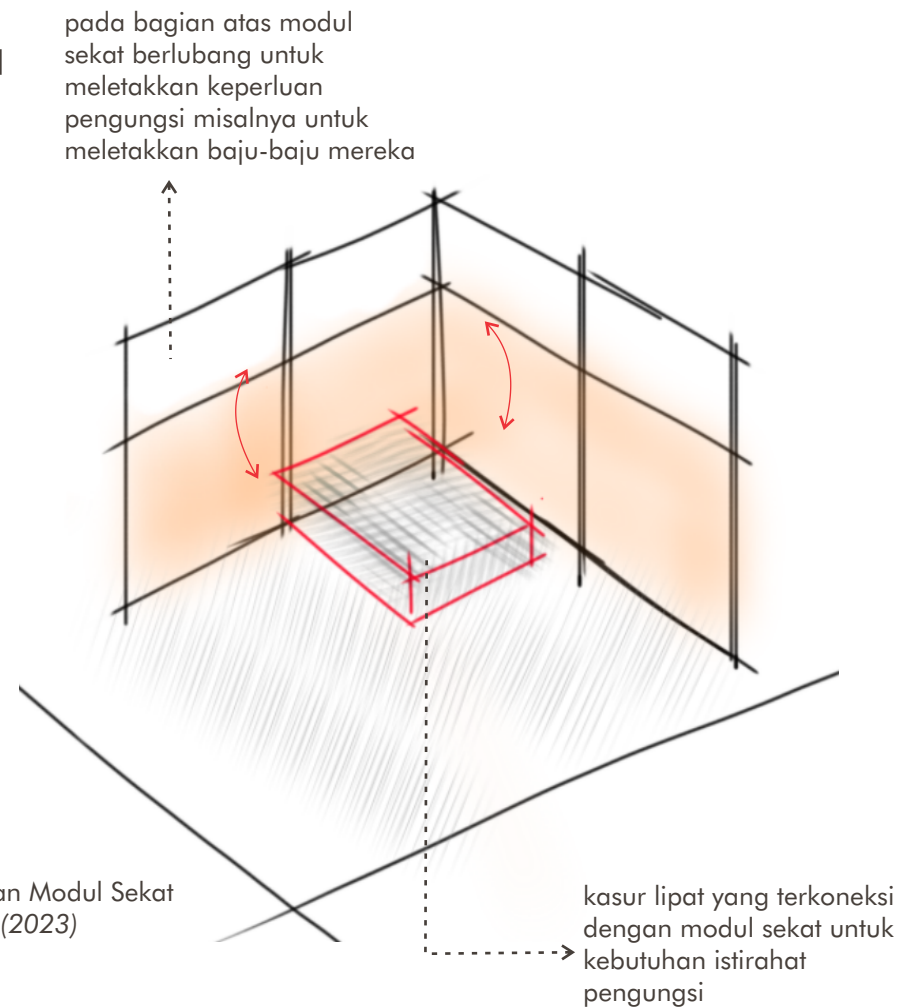 pada bagian atas modul
sekat berlubang untuk
meletakkan keperluan
pengungsi misalnya untuk
meletakkan baju-baju mereka
an Modul Sekat
(2023)
kasur lipat yang terkoneksi
dengan modul sekat untuk
kebutuhan istirahat
pengungsi